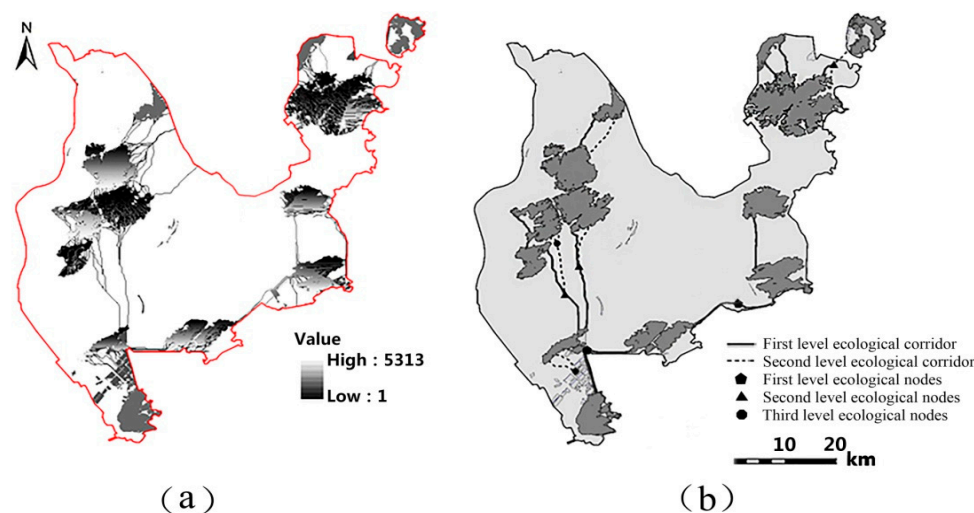 N
Value
High : 5313
Low : 1
(a)
First level ecological corridor
Second level ecological corridor
First level ecological nodes
Second level ecological nodes
Third level ecological nodes
10 20
km
(b)